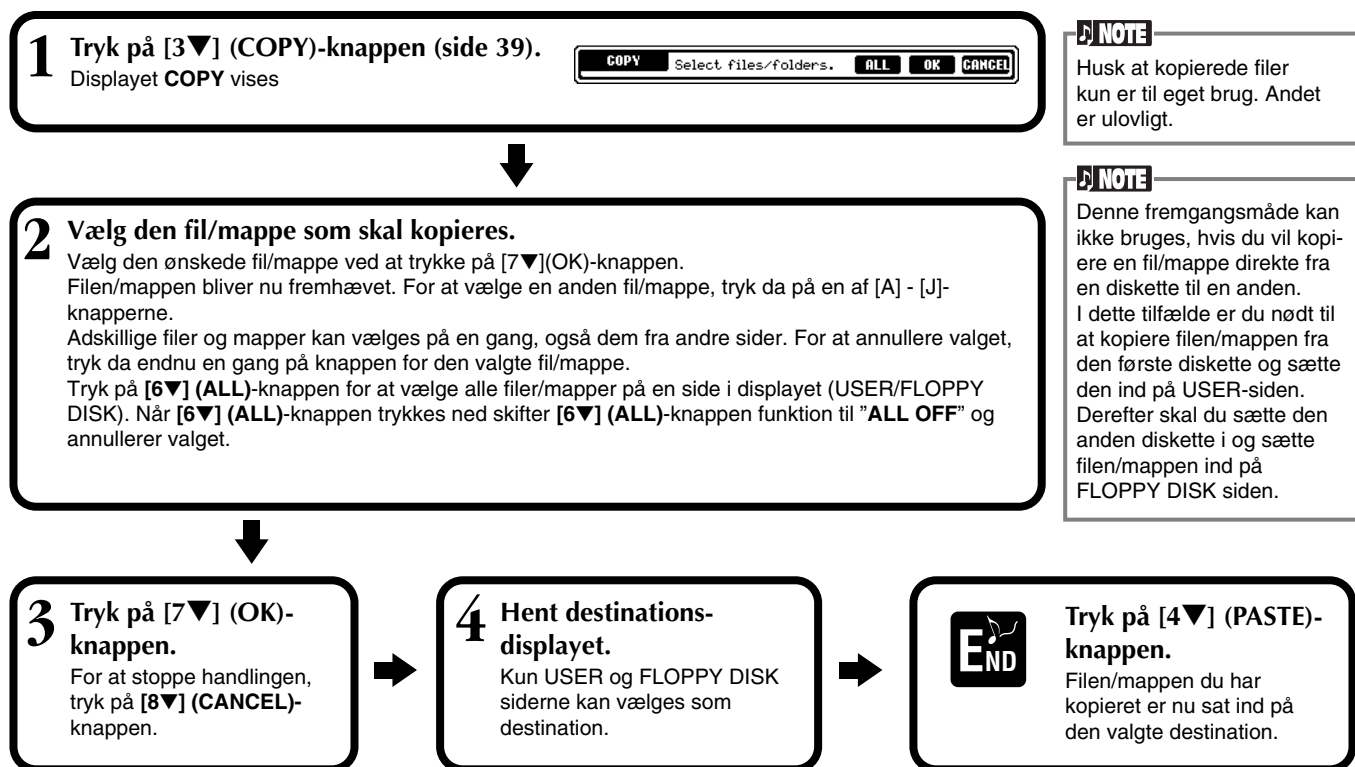 1 Tryk på [3▼] (COPY)-knappen (side 39).
Displayet COPY vises
COPY Select files/folders. ALL OK CANCEL
NOTE
Husk at kopierede filer
kun er til eget brug. Andet
er ulovligt.
2 Vælg den fil/mappe som skal kopieres.
Vælg den ønskede fil/mappe ved at trykke på [7▼](OK)-knappen.
Filen/mappen bliver nu fremhævet. For at vælge en anden fil/mappe, tryk da på en af [A] - [J]-
knapperne.
Adskillige filer og mapper kan vælges på en gang, også dem fra andre sider. For at annullere valget,
tryk da endnu en gang på knappen for den valgte fil/mappe.
Tryk på [6▼] (ALL)-knappen for at vælge alle filer/mapper på en side i displayet (USER/FLOPPY
DISK). Når [6▼] (ALL)-knappen trykkes ned skifter [6▼] (ALL)-knappen funktion til "ALL OFF" og
annullerer valget.
NOTE
Denne fremgangsmåde kan
ikke bruges, hvis du vil kopi-
ere en fil/mappe direkte fra
en diskette til en anden.
I dette tilfælde er du nødt til
at kopiere filen/mappen fra
den første diskette og sætte
den ind på USER-siden.
Derefter skal du sætte den
anden diskette i og sætte
filen/mappen ind på
FLOPPY DISK siden.
3 Tryk på [7▼] (OK)-
knappen.
For at stoppe handlingen,
tryk på [8▼] (CANCEL)-
knappen.
4 Hent destinations-
displayet.
Kun USER og FLOPPY DISK
siderne kan vælges som
destination.
END
Tryk på [4▼] (PASTE)-
knappen.
Filen/mappen du har
kopieret er nu sat ind på
den valgte destination.